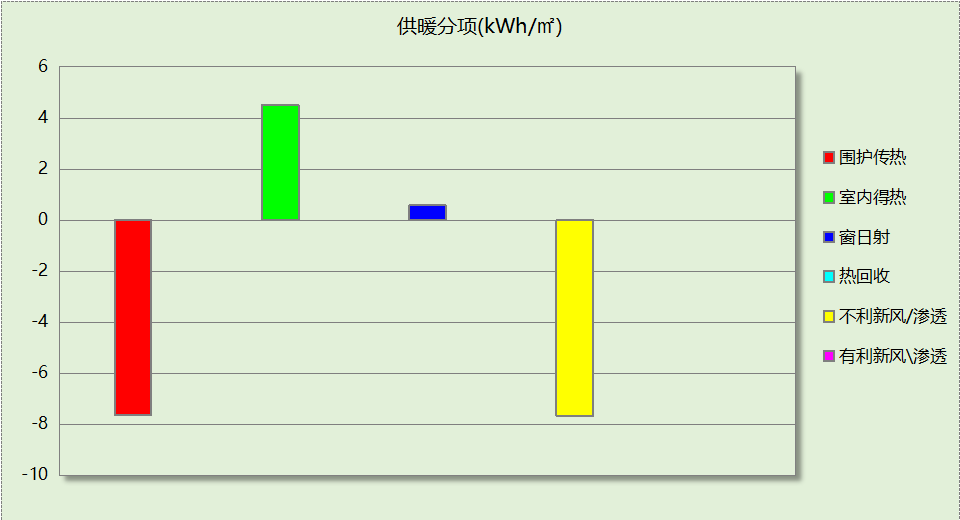 供暖分项(kWh/㎡)
6
4
2
0
-2
-4
-6
-8
-10
围护传热
室内得热
窗日射
热回收
不利新风/渗透
有利新风\渗透